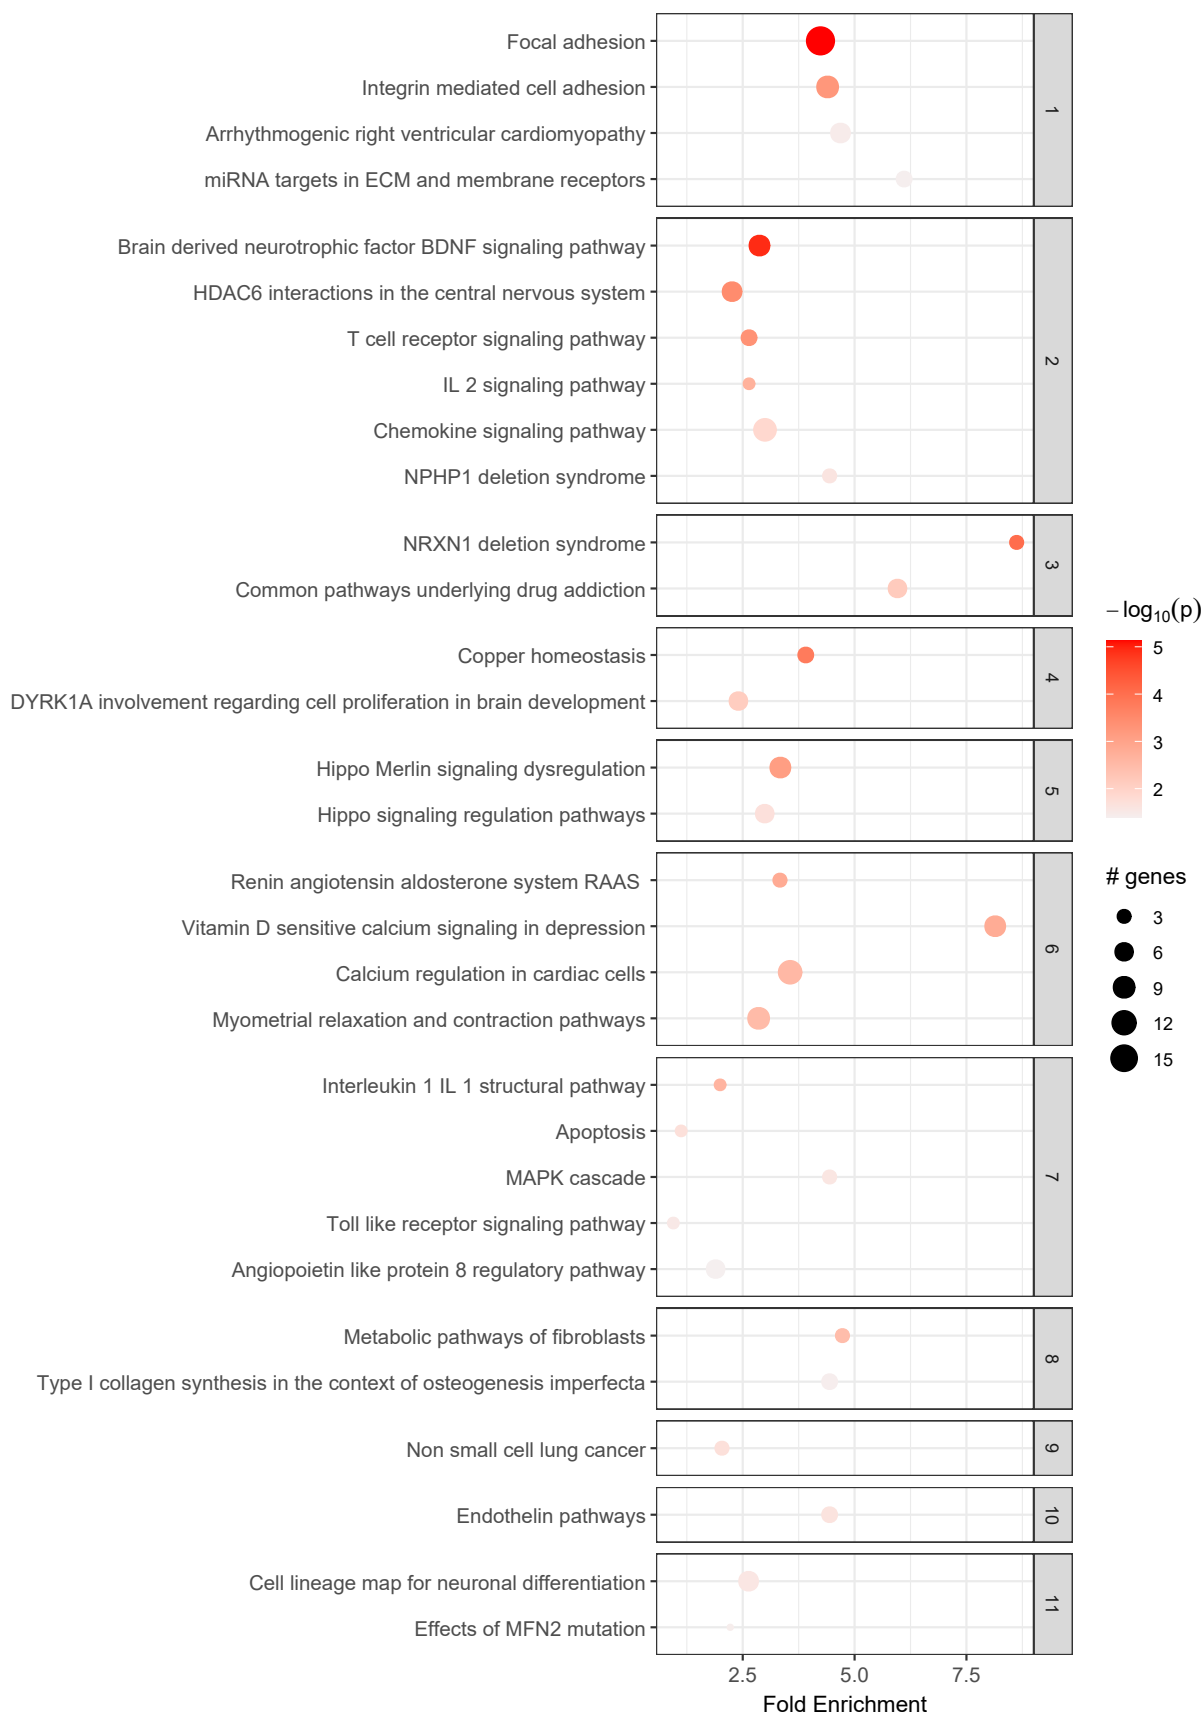 Focal adhesion
Integrin mediated cell adhesion
Arrhythmogenic right ventricular cardiomyopathy
miRNA targets in ECM and membrane receptors
1
Brain derived neurotrophic factor BDNF signaling pathway
HDAC6 interactions in the central nervous system
T cell receptor signaling pathway
IL 2 signaling pathway
Chemokine signaling pathway
NPHP1 deletion syndrome
2
NRXN1 deletion syndrome
Common pathways underlying drug addiction
3
Copper homeostasis
DYRK1A involvement regarding cell proliferation in brain development
4
Hippo Merlin signaling dysregulation
Hippo signaling regulation pathways
5
Renin angiotensin aldosterone system RAAS
Vitamin D sensitive calcium signaling in depression
Calcium regulation in cardiac cells
Myometrial relaxation and contraction pathways
6
Interleukin 1 IL 1 structural pathway
Apoptosis
MAPK cascade
Toll like receptor signaling pathway
Angiopoietin like protein 8 regulatory pathway
7
Metabolic pathways of fibroblasts
Type I collagen synthesis in the context of osteogenesis imperfecta
8
Non small cell lung cancer
9
Endothelin pathways
10
Cell lineage map for neuronal differentiation
Effects of MFN2 mutation
11
2.5 5.0 7.5
Fold Enrichment
−log₁₀(p)
5
4
3
2
# genes
3
6
9
12
15